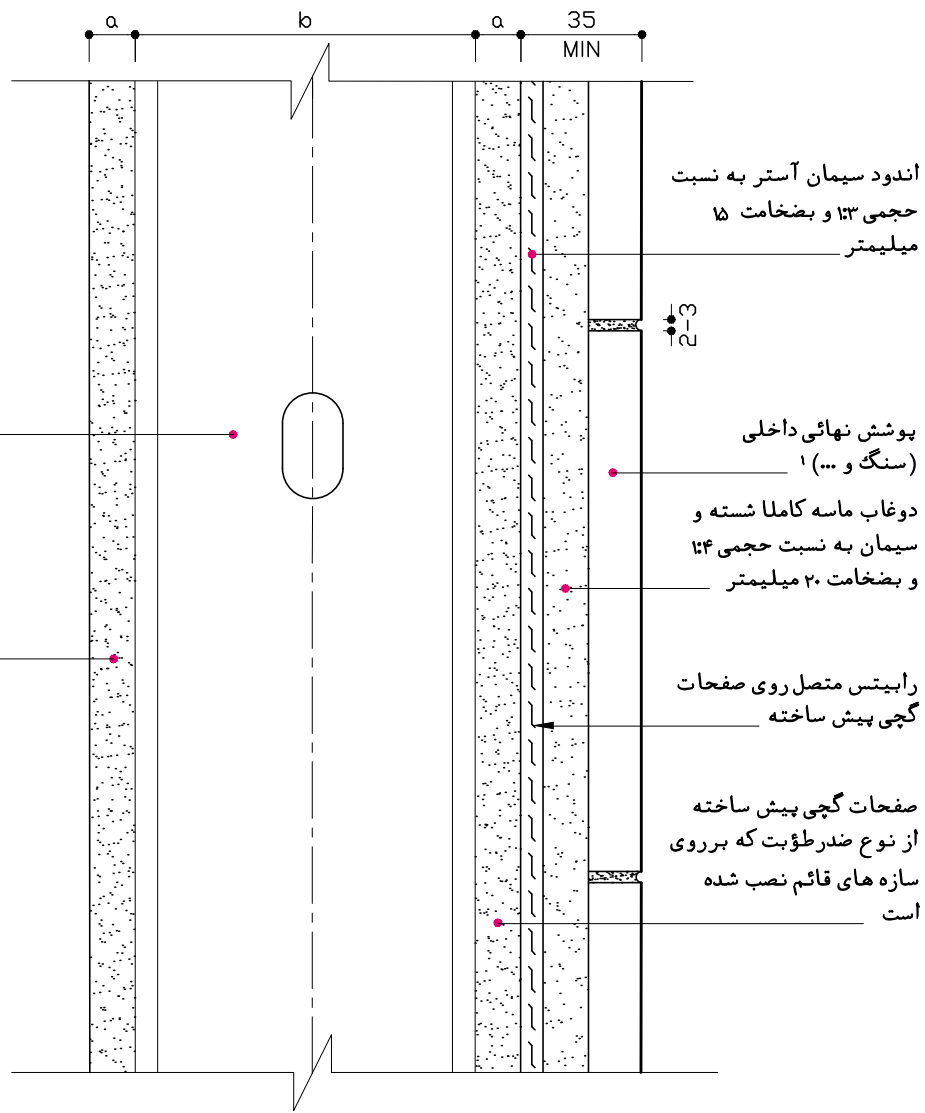 a
b
a
35
MIN
اندود سیمان آستر به نسبت
حجمی ۱:۳ و بضخامت ۱۵
میلیمتر
2-3
پوشش نهائی داخلی
(سنگ و ...) ۱
دوغاب ماسه کاملا شسته و
سیمان به نسبت حجمی ۱:۴
و بضخامت ۲۰ میلیمتر
رابیتس متصل روی صفحات
گچی پیش ساخته
صفحات گچی پیش ساخته
از نوع ضدرطؤبت که برروی
سازه های قائم نصب شده
است